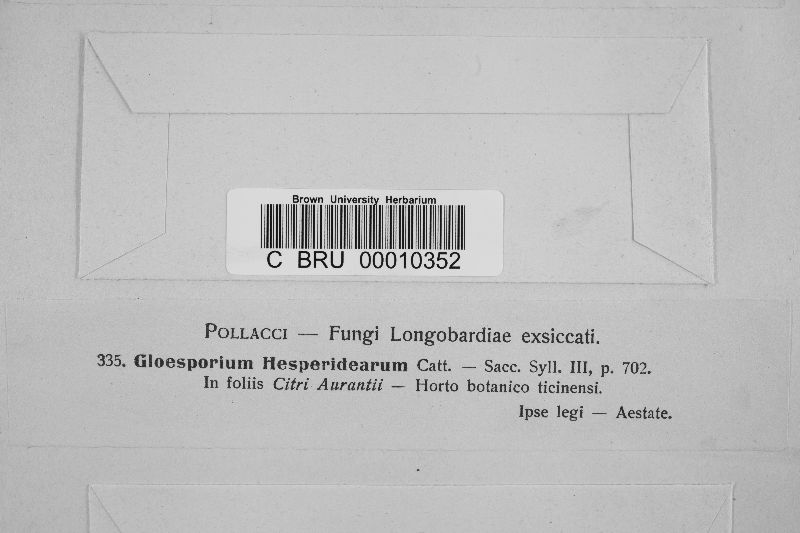 Brown University Herbarium
C BRU 00010352
POLLACCI — Fungi Longobardiae exsiccati.
335. Gloesporium Hesperidearum Catt. — Sacc. Syll. III, p. 702.
In foliis Citri Aurantii — Horto botanico ticinensi.
Ipse legi — Aestate.